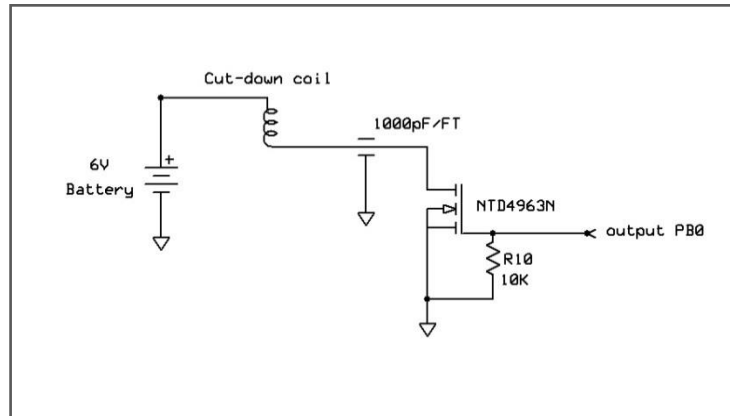 Cut-down coil
1000pF/FT
6V
Battery
+
NTD4963N
output PB0
R10
10K